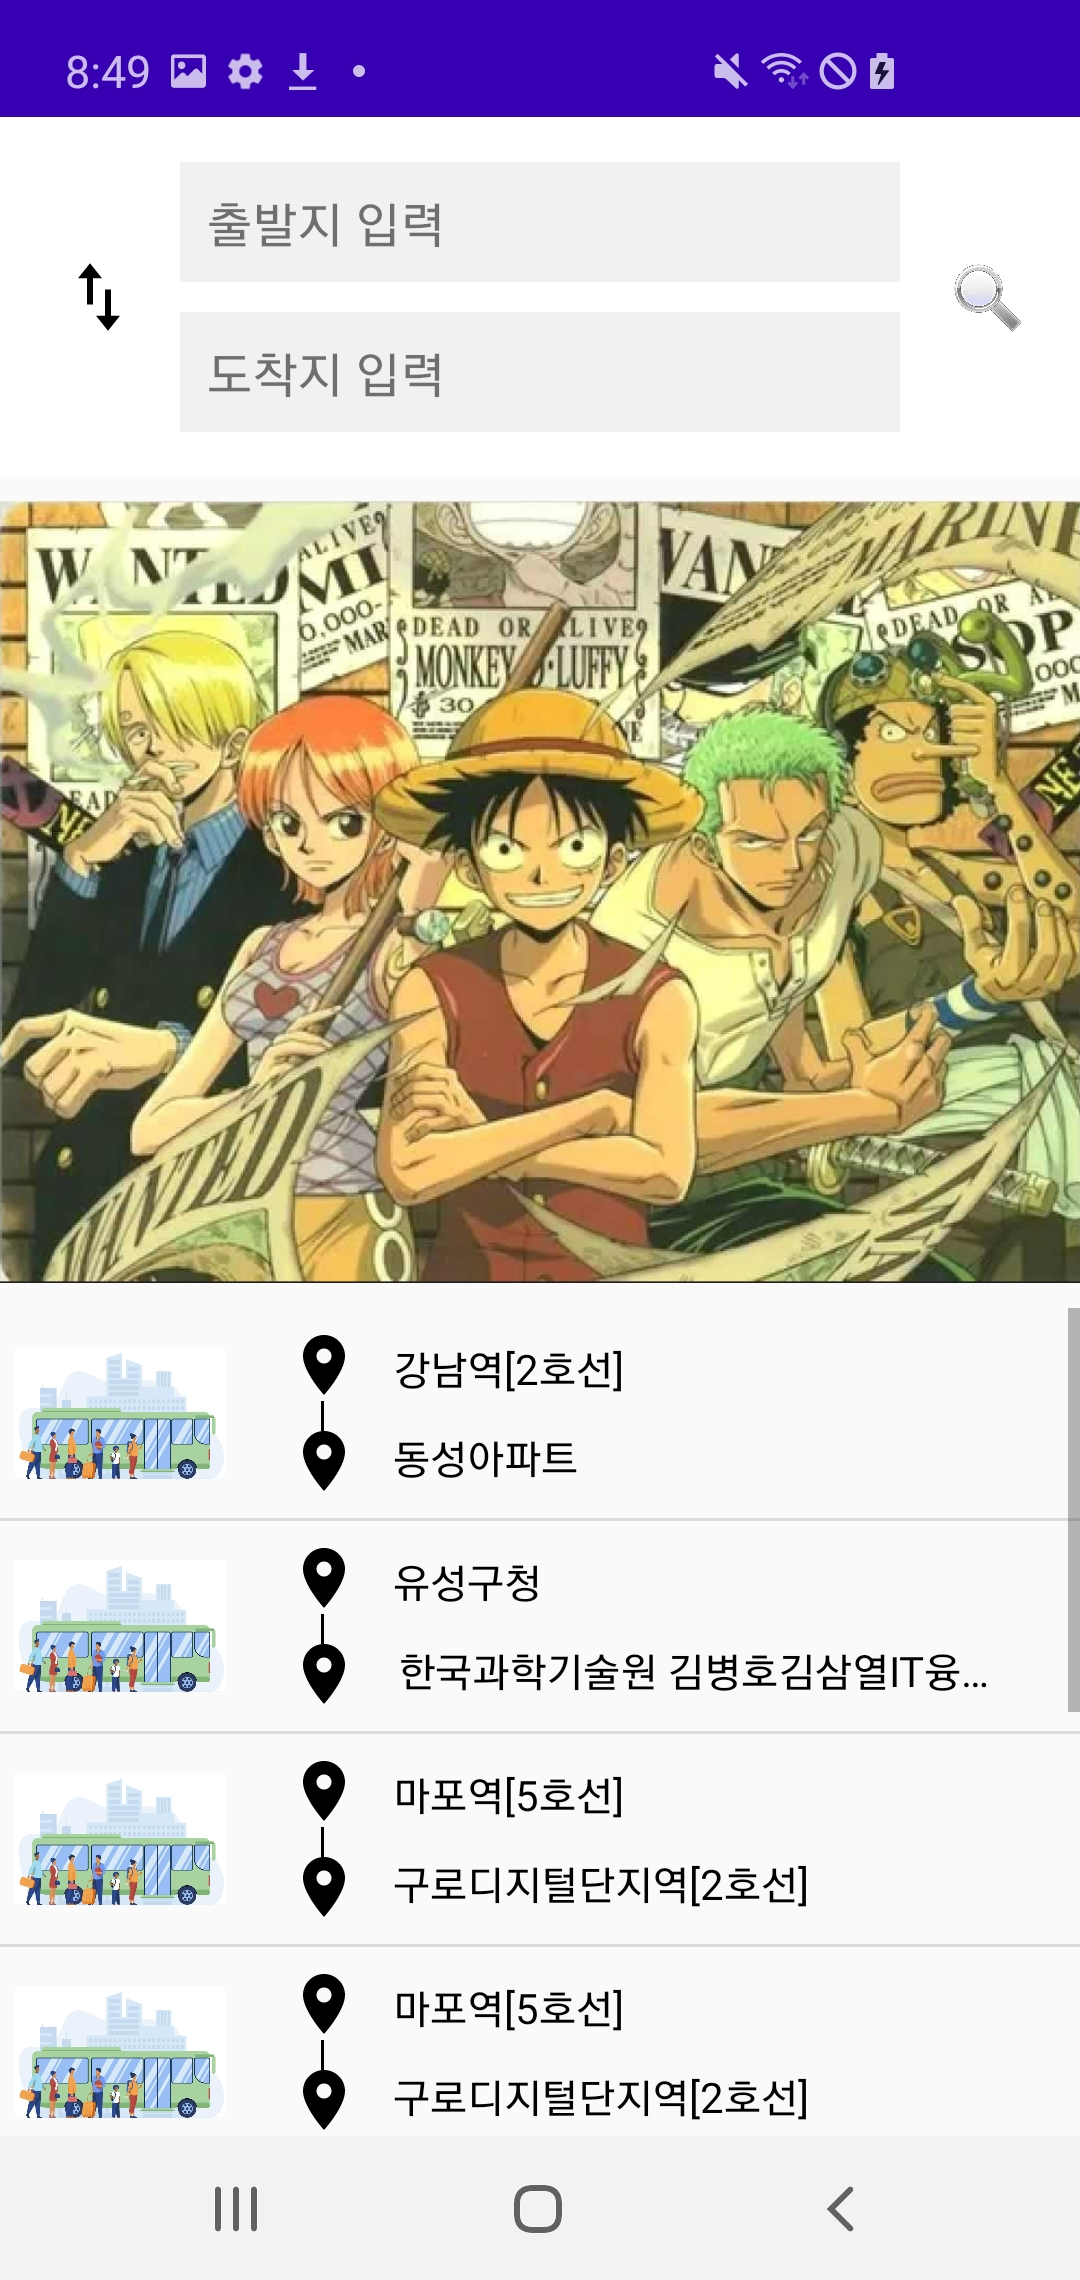 8:49
출발지 입력
도착지 입력
WANTED
DEAD OR ALIVE
MONKEY D·LUFFY
30
MARINE
DEAD OR
WANTED
강남역[2호선]
동성아파트
유성구청
한국과학기술원 김병호김삼열IT융...
마포역[5호선]
구로디지털단지역[2호선]
마포역[5호선]
구로디지털단지역[2호선]